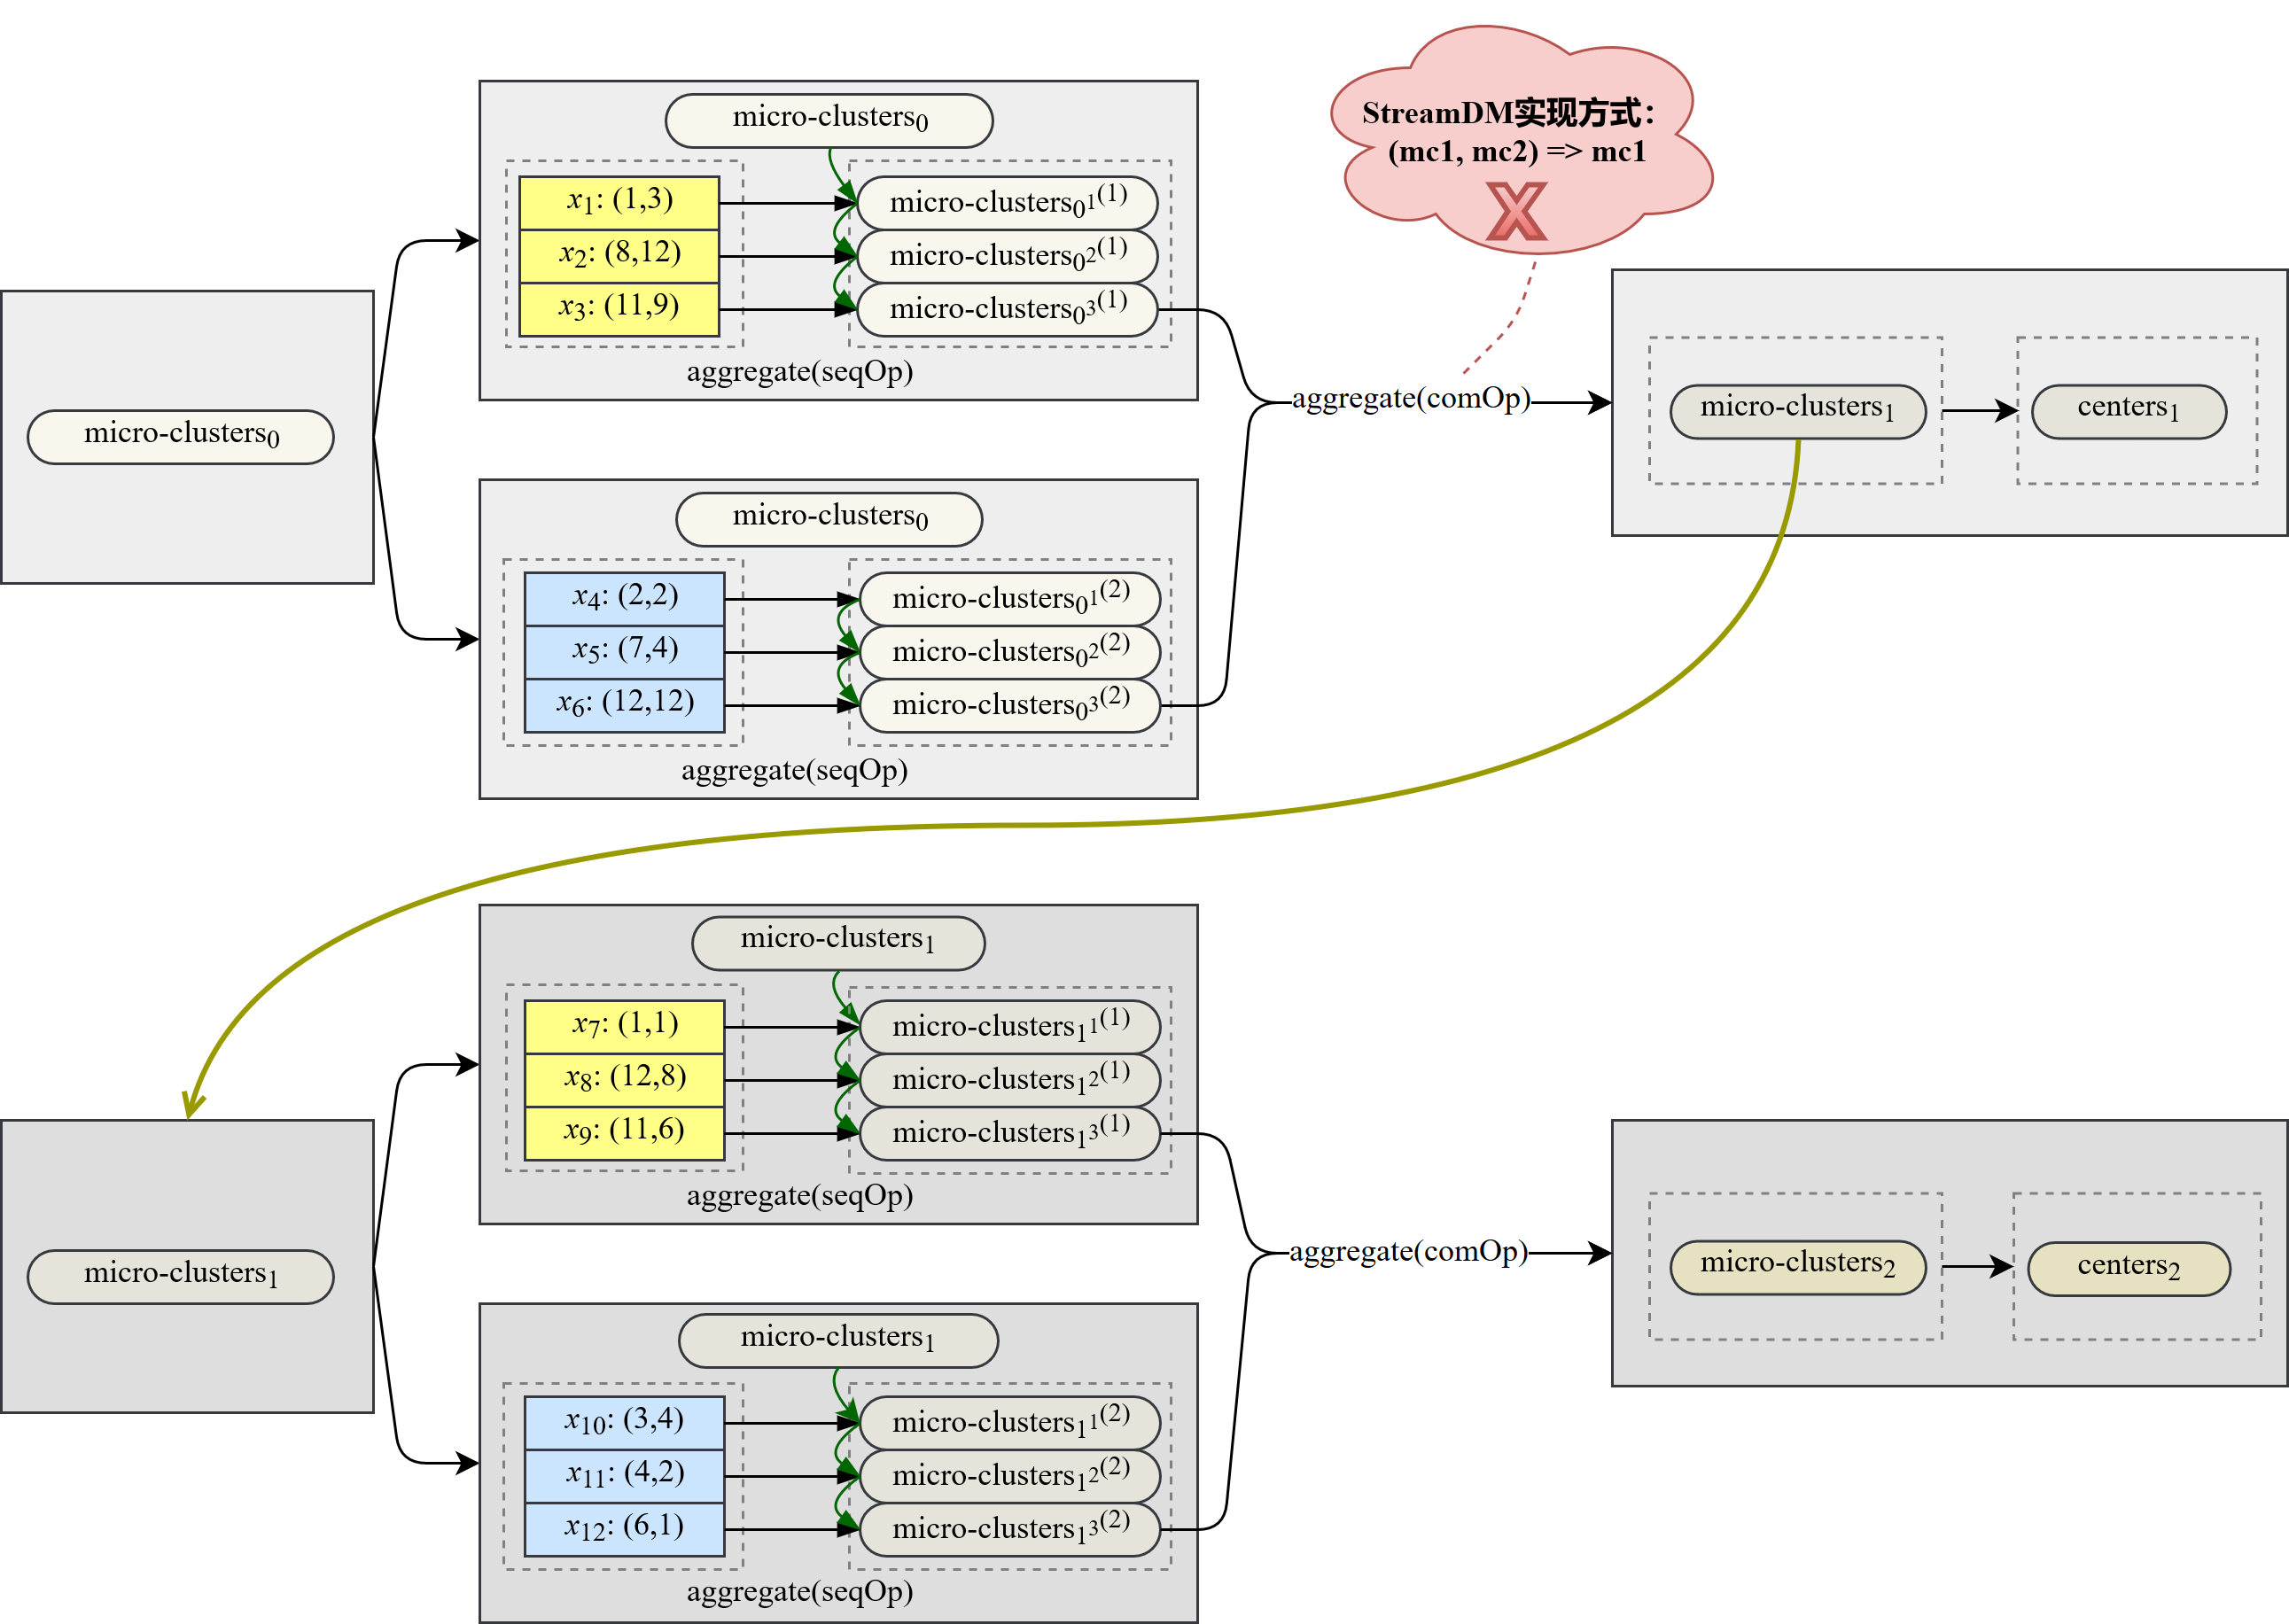 StreamDM实现方式：
(mc1, mc2) => mc1
X
micro-clusters₀
micro-clusters₀
x₁: (1,3)
x₂: (8,12)
x₃: (11,9)
micro-clusters₀¹⁽¹⁾
micro-clusters₀²⁽¹⁾
micro-clusters₀³⁽¹⁾
aggregate(seqOp)
micro-clusters₀
x₄: (2,2)
x₅: (7,4)
x₆: (12,12)
micro-clusters₀¹⁽²⁾
micro-clusters₀²⁽²⁾
micro-clusters₀³⁽²⁾
aggregate(seqOp)
aggregate(comOp)
micro-clusters₁
centers₁
micro-clusters₁
micro-clusters₁
x₇: (1,1)
x₈: (12,8)
x₉: (11,6)
micro-clusters₁¹⁽¹⁾
micro-clusters₁²⁽¹⁾
micro-clusters₁³⁽¹⁾
aggregate(seqOp)
micro-clusters₁
x₁₀: (3,4)
x₁₁: (4,2)
x₁₂: (6,1)
micro-clusters₁¹⁽²⁾
micro-clusters₁²⁽²⁾
micro-clusters₁³⁽²⁾
aggregate(seqOp)
aggregate(comOp)
micro-clusters₂
centers₂